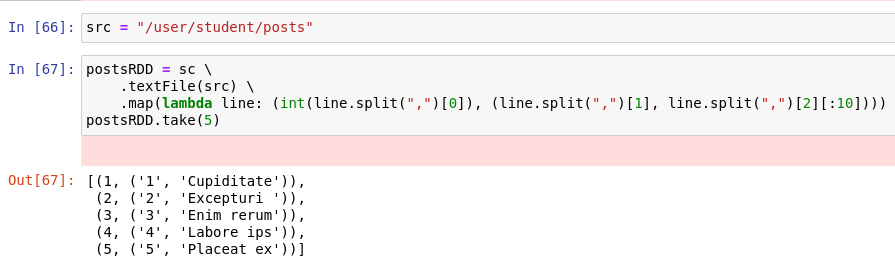 In [66]: src = "/user/student/posts"
In [67]: postsRDD = sc \
    .textFile(src) \
    .map(lambda line: (int(line.split(",")[0]), (line.split(",")[1], line.split(",")[2][:10])))
postsRDD.take(5)
Out[67]: [(1, ('1', 'Cupiditate')),
 (2, ('2', 'Excepturi ')),
 (3, ('3', 'Enim rerum')),
 (4, ('4', 'Labore ips')),
 (5, ('5', 'Placeat ex'))]